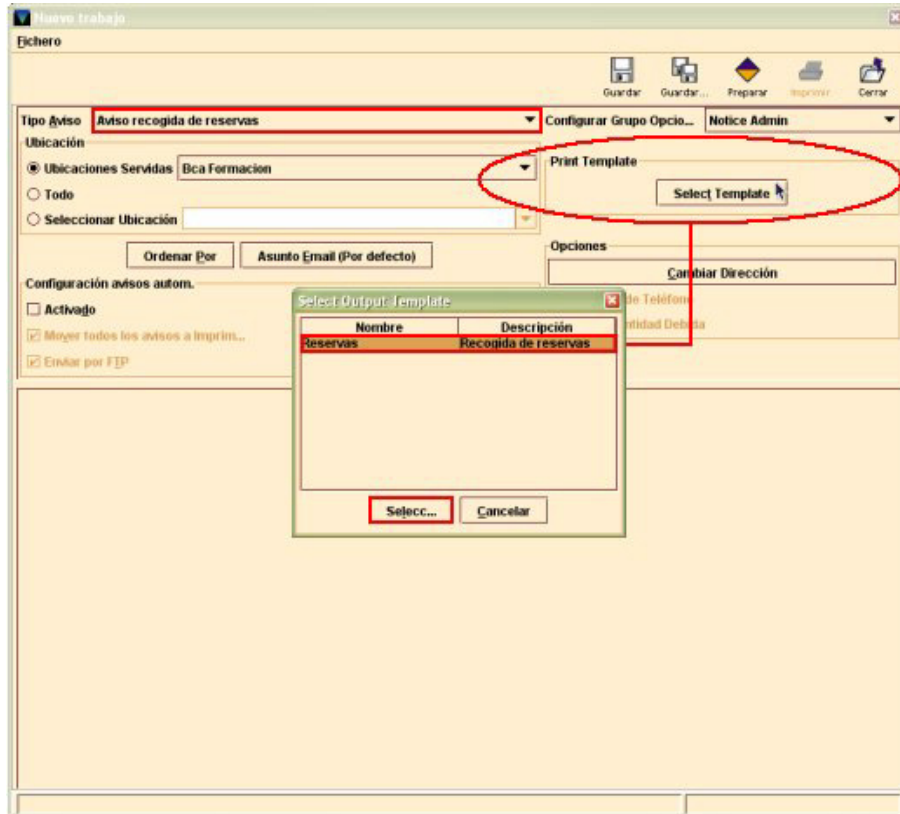 Nuevo trabajo
Fichero
Guardar Guardar... Preparar Imprimir Cerrar
Tipo Aviso Aviso recogida de reservas Configurar Grupo Opcio... Notice Admin
Ubicación
Ubicaciones Servidas Bca Formacion
Print Template
Select Template
Todo
Seleccionar Ubicación
Ordenar Por Asunto Email (Por defecto)
Opciones
Cambiar Dirección
Configuración avisos autom.
Activado
de Teléfono
Mover todos los avisos a Imprim...
Debida
Enviar por FTP
Select Output Template
Nombre Descripción
Reservas Recogida de reservas
Selecc... Cancelar